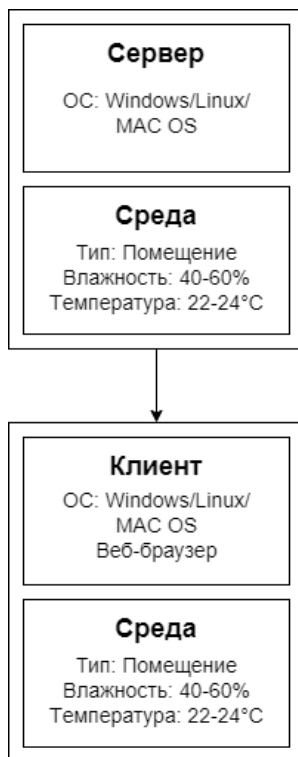 Сервер
ОС: Windows/Linux/
MAC OS
Среда
Тип: Помещение
Влажность: 40-60%
Температура: 22-24°C
Клиент
ОС: Windows/Linux/
MAC OS
Веб-браузер
Среда
Тип: Помещение
Влажность: 40-60%
Температура: 22-24°C